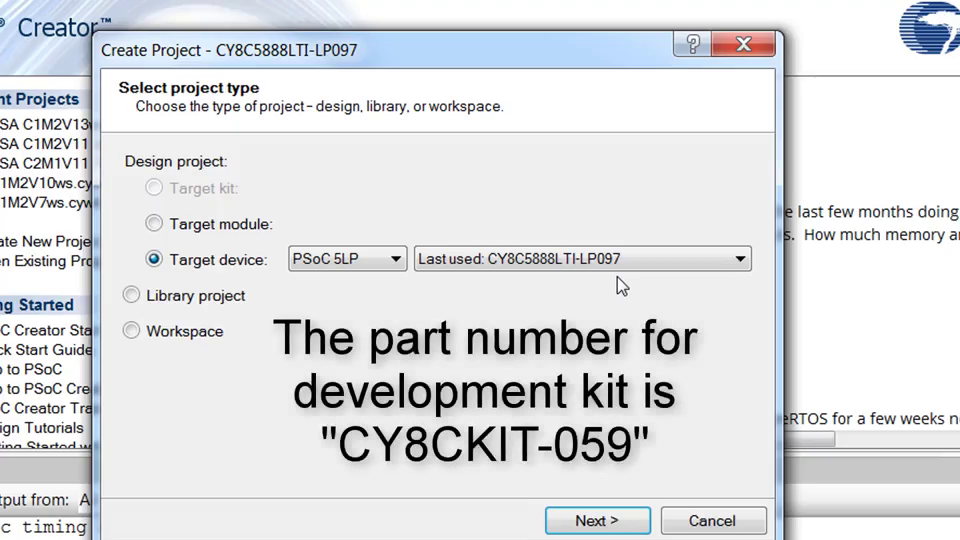 Creator™
Create Project - CY8C5888LTI-LP097
Select project type
Choose the type of project - design, library, or workspace.
Design project:
Target kit:
Target module:
Target device:
PSoC 5LP
Last used: CY8C5888LTI-LP097
Library project
Workspace
The part number for
development kit is
"CY8CKIT-059"
Next >
Cancel
nt Projects
SA C1M2V13
SA C1M2V11
SA C2M1V11
1M2V10ws.cyw
1M2V7ws.cyw
ate New Proje
en Existing Pro
ng Started
C Creator Sta
ck Start Guide
o to PSoC
o to PSoC Cre
C Creator Tra
ign Tutorials
tting Started w
tput from:
c timing
e last few months doing
s. How much memory a
eRTOS for a few weeks n